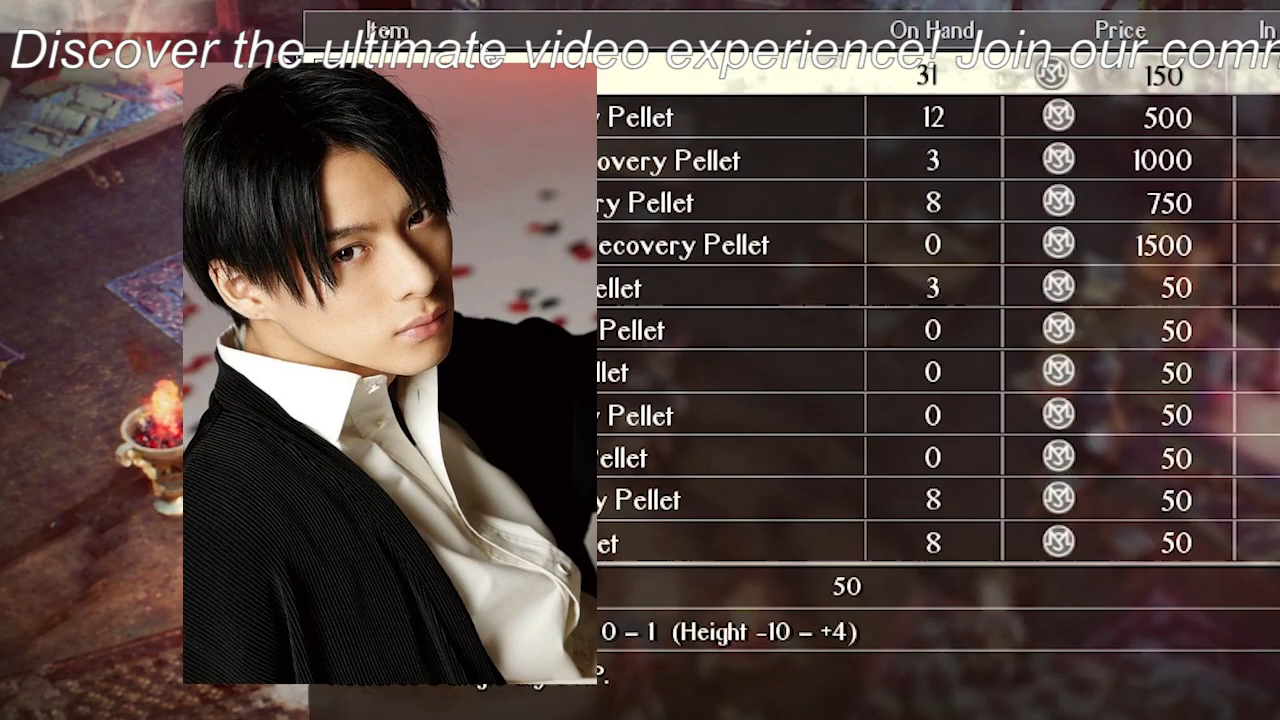 Item On Hand Price In
Discover the ultimate video experience! Join our comm
31 150
Pellet 12 500
overy Pellet 3 1000
ry Pellet 8 750
ecovery Pellet 0 1500
ellet 3 50
Pellet 0 50
llet 0 50
y Pellet 0 50
ellet 0 50
y Pellet 8 50
et 8 50
50
0 – 1 (Height -10 – +4)